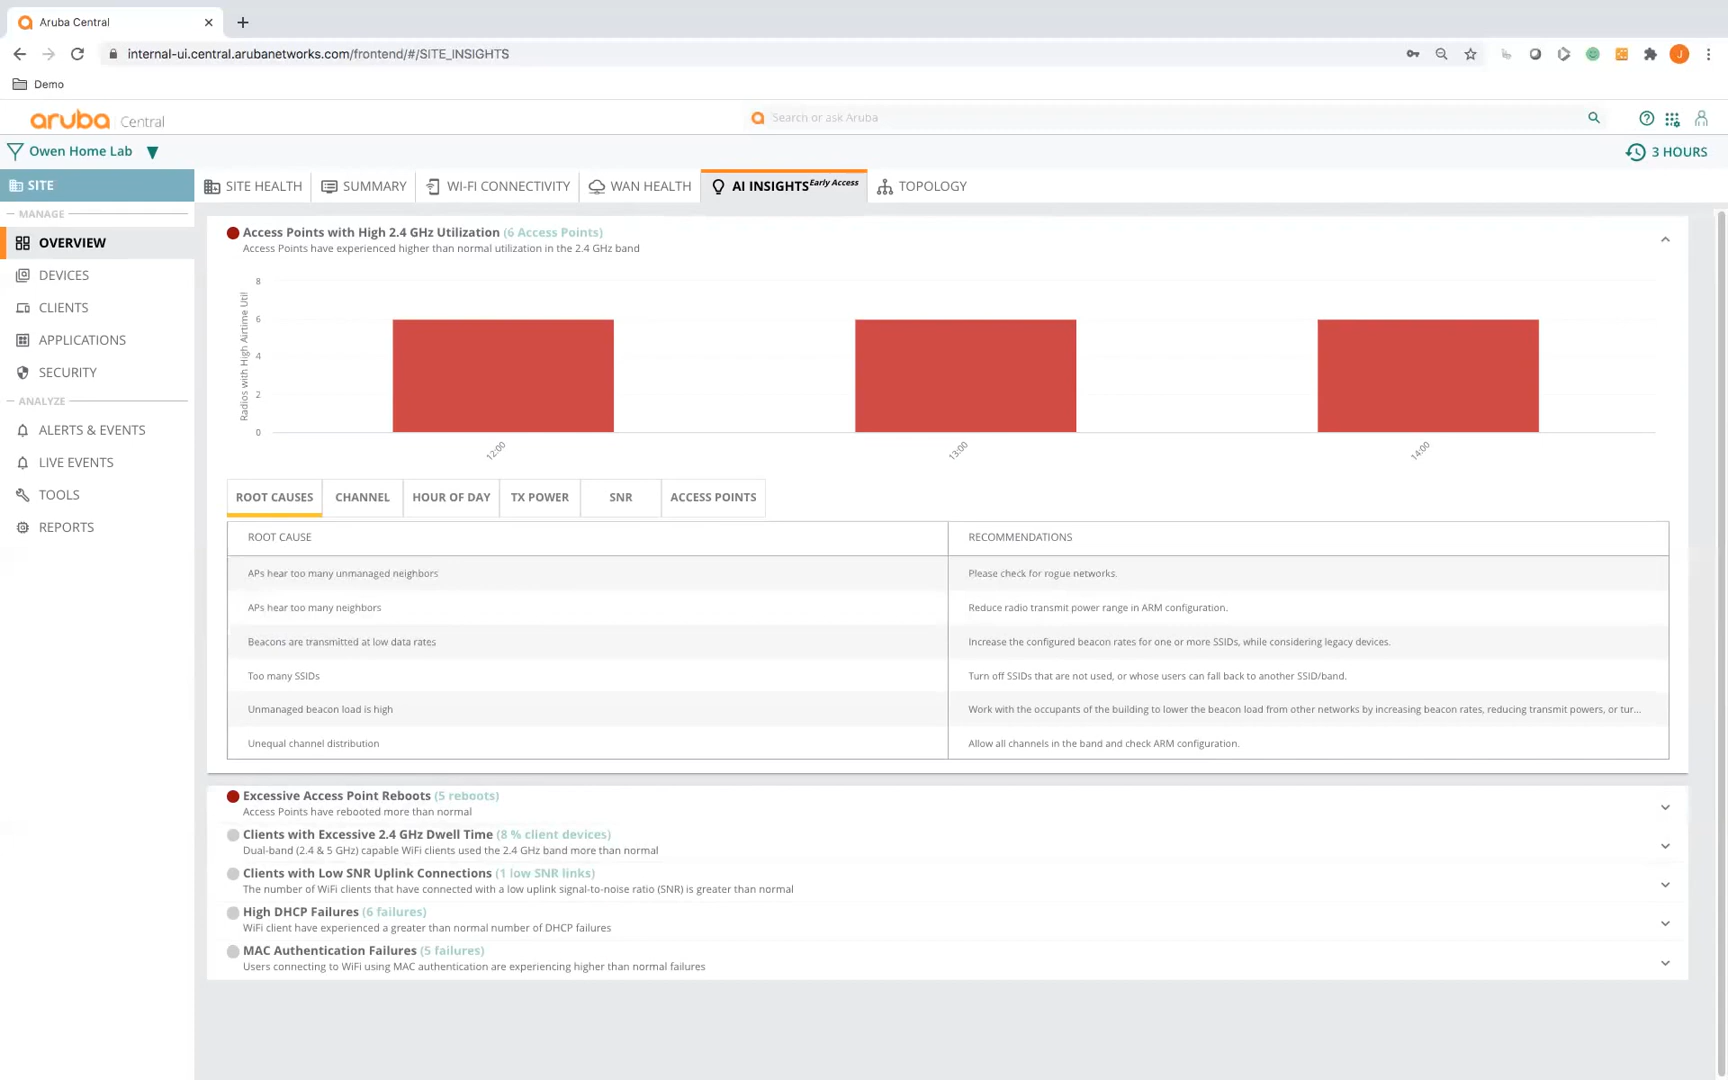 Aruba Central
internal-ui.central.arubanetworks.com/frontend/#/SITE_INSIGHTS
J
Demo
aruba Central
Search or ask Aruba
Owen Home Lab
3 HOURS
SITE
SITE HEALTH
SUMMARY
WI-FI CONNECTIVITY
WAN HEALTH
AI INSIGHTS Early Access
TOPOLOGY
MANAGE
OVERVIEW
DEVICES
CLIENTS
APPLICATIONS
SECURITY
ANALYZE
ALERTS & EVENTS
LIVE EVENTS
TOOLS
REPORTS
Access Points with High 2.4 GHz Utilization (6 Access Points)
Access Points have experienced higher than normal utilization in the 2.4 GHz band
Radios with High Airtime Util
8
6
4
2
0
12:00
13:00
14:00
ROOT CAUSES
CHANNEL
HOUR OF DAY
TX POWER
SNR
ACCESS POINTS
ROOT CAUSE
RECOMMENDATIONS
APs hear too many unmanaged neighbors
Please check for rogue networks.
APs hear too many neighbors
Reduce radio transmit power range in ARM configuration.
Beacons are transmitted at low data rates
Increase the configured beacon rates for one or more SSIDs, while considering legacy devices.
Too many SSIDs
Turn off SSIDs that are not used, or whose users can fall back to another SSID/band.
Unmanaged beacon load is high
Work with the occupants of the building to lower the beacon load from other networks by increasing beacon rates, reducing transmit powers, or tur...
Unequal channel distribution
Allow all channels in the band and check ARM configuration.
Excessive Access Point Reboots (5 reboots)
Access Points have rebooted more than normal
Clients with Excessive 2.4 GHz Dwell Time (8 % client devices)
Dual-band (2.4 & 5 GHz) capable WiFi clients used the 2.4 GHz band more than normal
Clients with Low SNR Uplink Connections (1 low SNR links)
The number of WiFi clients that have connected with a low uplink signal-to-noise ratio (SNR) is greater than normal
High DHCP Failures (6 failures)
WiFi client have experienced a greater than normal number of DHCP failures
MAC Authentication Failures (5 failures)
Users connecting to WiFi using MAC authentication are experiencing higher than normal failures